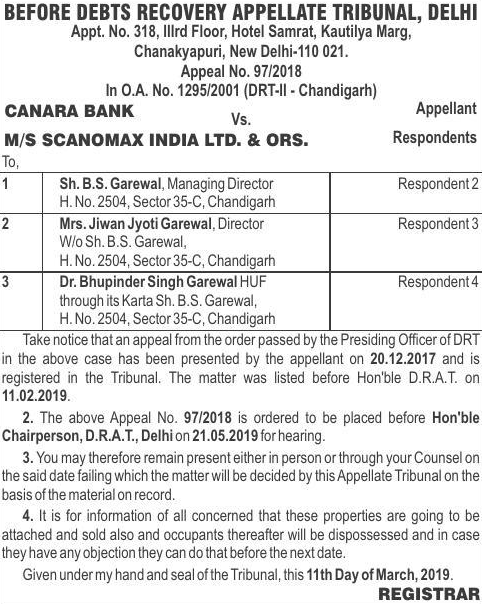 BEFORE DEBTS RECOVERY APPELLATE TRIBUNAL, DELHI
Appt. No. 318, IIIrd Floor, Hotel Samrat, Kautilya Marg,
Chanakyapuri, New Delhi-110 021.
Appeal No. 97/2018
In O.A. No. 1295/2001 (DRT-II - Chandigarh)
CANARA BANK Appellant
Vs.
M/S SCANOMAX INDIA LTD. & ORS. Respondents
To,
1 Sh. B.S. Garewal, Managing Director Respondent 2
H. No. 2504, Sector 35-C, Chandigarh
2 Mrs. Jiwan Jyoti Garewal, Director Respondent 3
W/o Sh. B.S. Garewal,
H. No. 2504, Sector 35-C, Chandigarh
3 Dr. Bhupinder Singh Garewal HUF Respondent 4
through its Karta Sh. B.S. Garewal,
H. No. 2504, Sector 35-C, Chandigarh
Take notice that an appeal from the order passed by the Presiding Officer of DRT
in the above case has been presented by the appellant on 20.12.2017 and is
registered in the Tribunal. The matter was listed before Hon'ble D.R.A.T. on
11.02.2019.
2. The above Appeal No. 97/2018 is ordered to be placed before Hon'ble
Chairperson, D.R.A.T., Delhi on 21.05.2019 for hearing.
3. You may therefore remain present either in person or through your Counsel on
the said date failing which the matter will be decided by this Appellate Tribunal on the
basis of the material on record.
4. It is for information of all concerned that these properties are going to be
attached and sold also and occupants thereafter will be dispossessed and in case
they have any objection they can do that before the next date.
Given under my hand and seal of the Tribunal, this 11th Day of March, 2019.
REGISTRAR